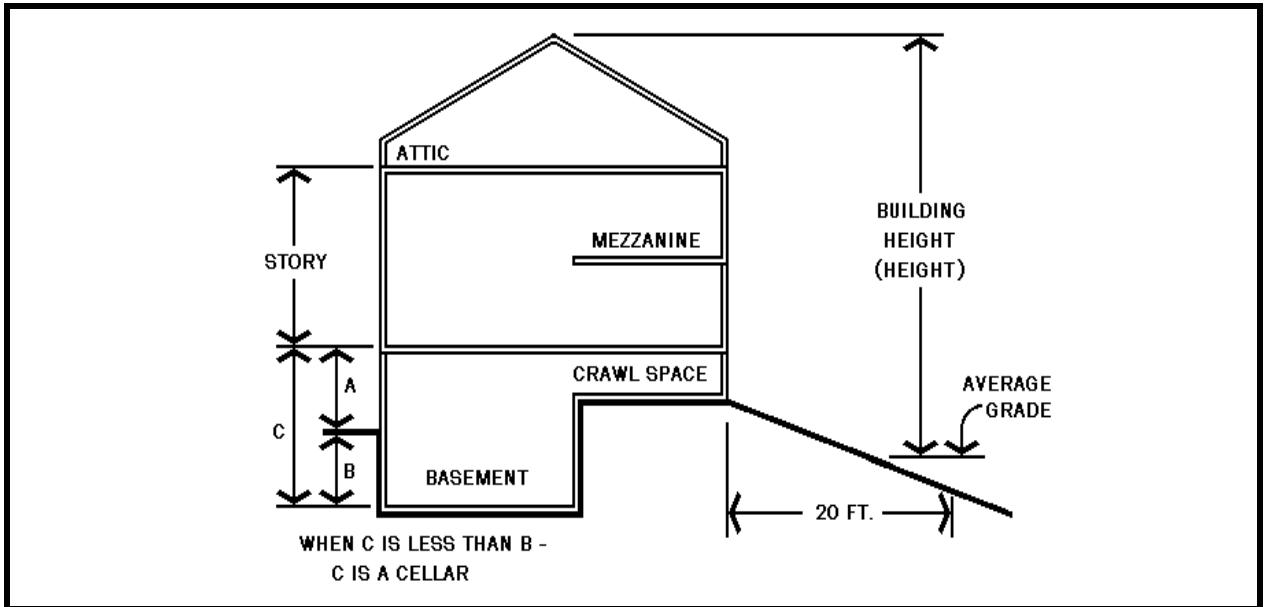 ATTIC
MEZZANINE
STORY
BUILDING
HEIGHT
(HEIGHT)
A
CRAWL SPACE
AVERAGE
GRADE
C
B
BASEMENT
20 FT.
WHEN C IS LESS THAN B -
C IS A CELLAR